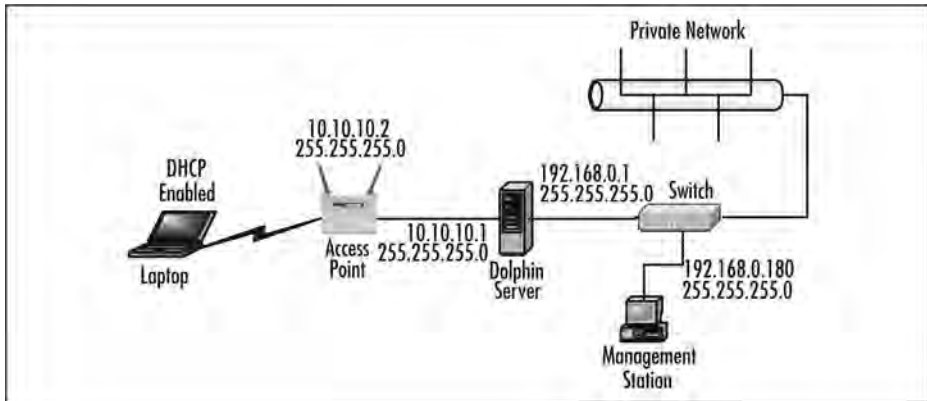 Private Network
10.10.10.2
255.255.255.0
DHCP
Enabled
192.168.0.1
255.255.255.0
Switch
Laptop
Access
Point
10.10.10.1
255.255.255.0
Dolphin
Server
192.168.0.180
255.255.255.0
Management
Station